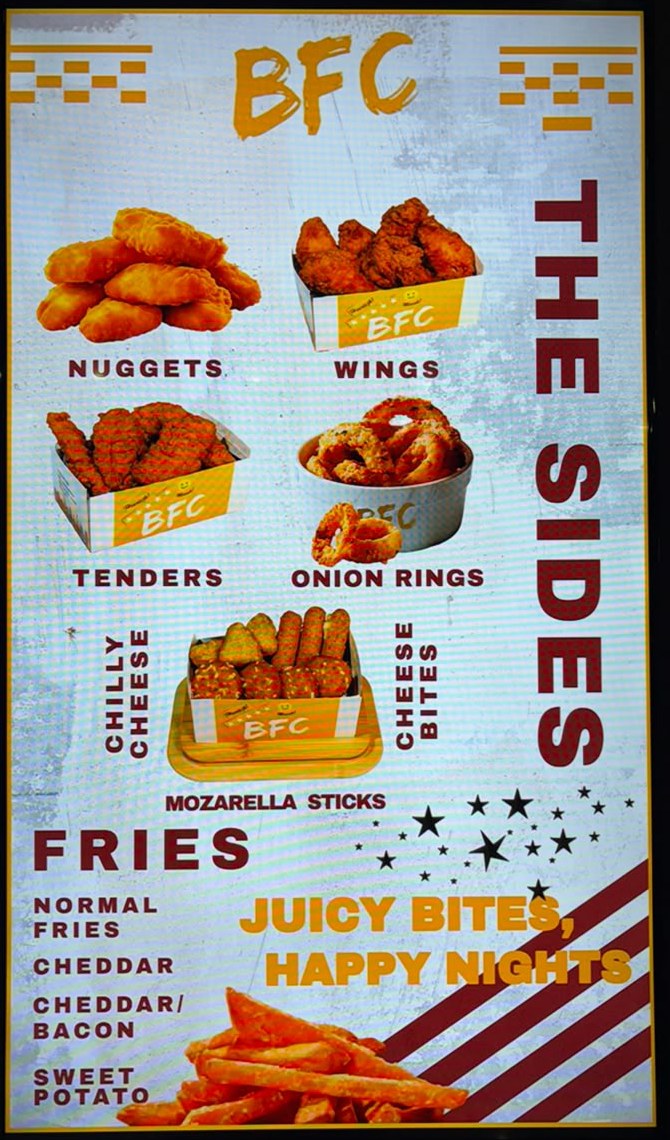 BFC
THE SIDES
NUGGETS
WINGS
BFC
TENDERS
BFC
ONION RINGS
BFC
CHILLY
CHEESE
CHEESE
BITES
BFC
MOZARELLA STICKS
FRIES
NORMAL
FRIES
CHEDDAR
CHEDDAR/
BACON
SWEET
POTATO
JUICY BITES,
HAPPY NIGHTS